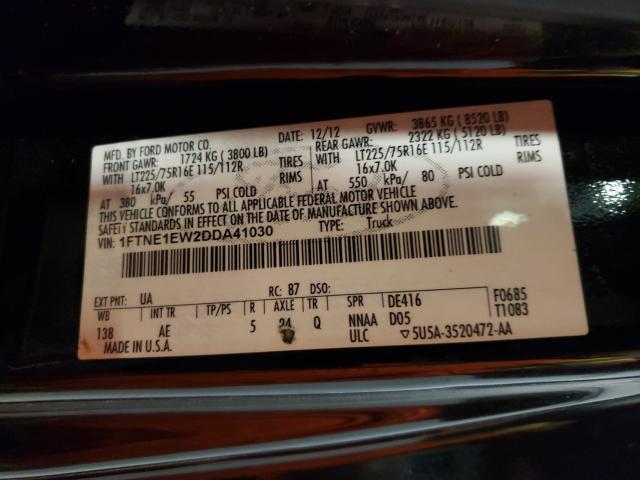 MFD. BY FORD MOTOR CO. DATE: 12/12 GVWR: 3865 KG ( 8520 LB)
FRONT GAWR: 1724 KG ( 3800 LB) REAR GAWR: 2322 KG ( 5120 LB)
WITH LT225/75R16E 115/112R TIRES WITH LT225/75R16E 115/112R TIRES
16x7.0K RIMS 16x7.0K RIMS
AT 380 kPa/ 55 PSI COLD AT 550 kPa/ 80 PSI COLD
THIS VEHICLE CONFORMS TO ALL APPLICABLE FEDERAL MOTOR VEHICLE
SAFETY STANDARDS IN EFFECT ON THE DATE OF MANUFACTURE SHOWN ABOVE.
VIN: 1FTNE1EW2DDA41030 TYPE: Truck
EXT PNT: UA RC: 87 DSO:
WB INT TR TP/PS R AXLE TR SPR DE416 F0685
138 AE 5 24 Q NNAA D05 T1083
MADE IN U.S.A. ULC ▽5U5A-3520472-AA